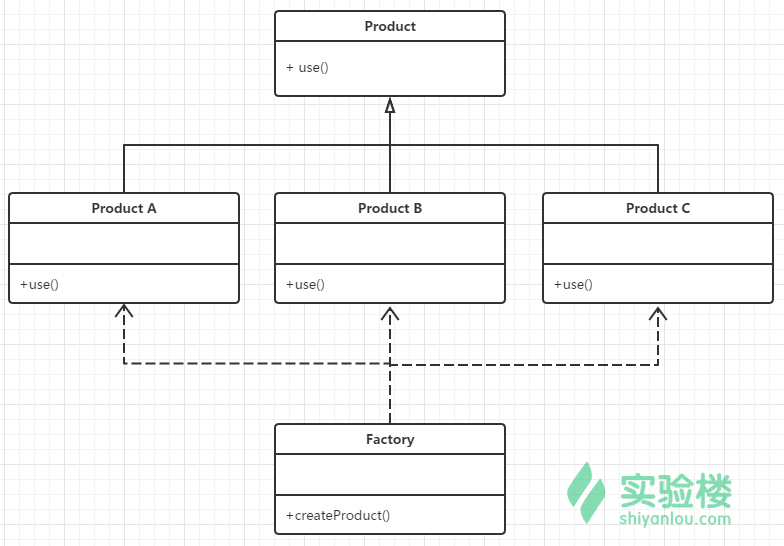 Product
+ use()
Product A
Product B
Product C
+use()
+use()
+use()
Factory
+createProduct()
实验楼
shiyanlou.com